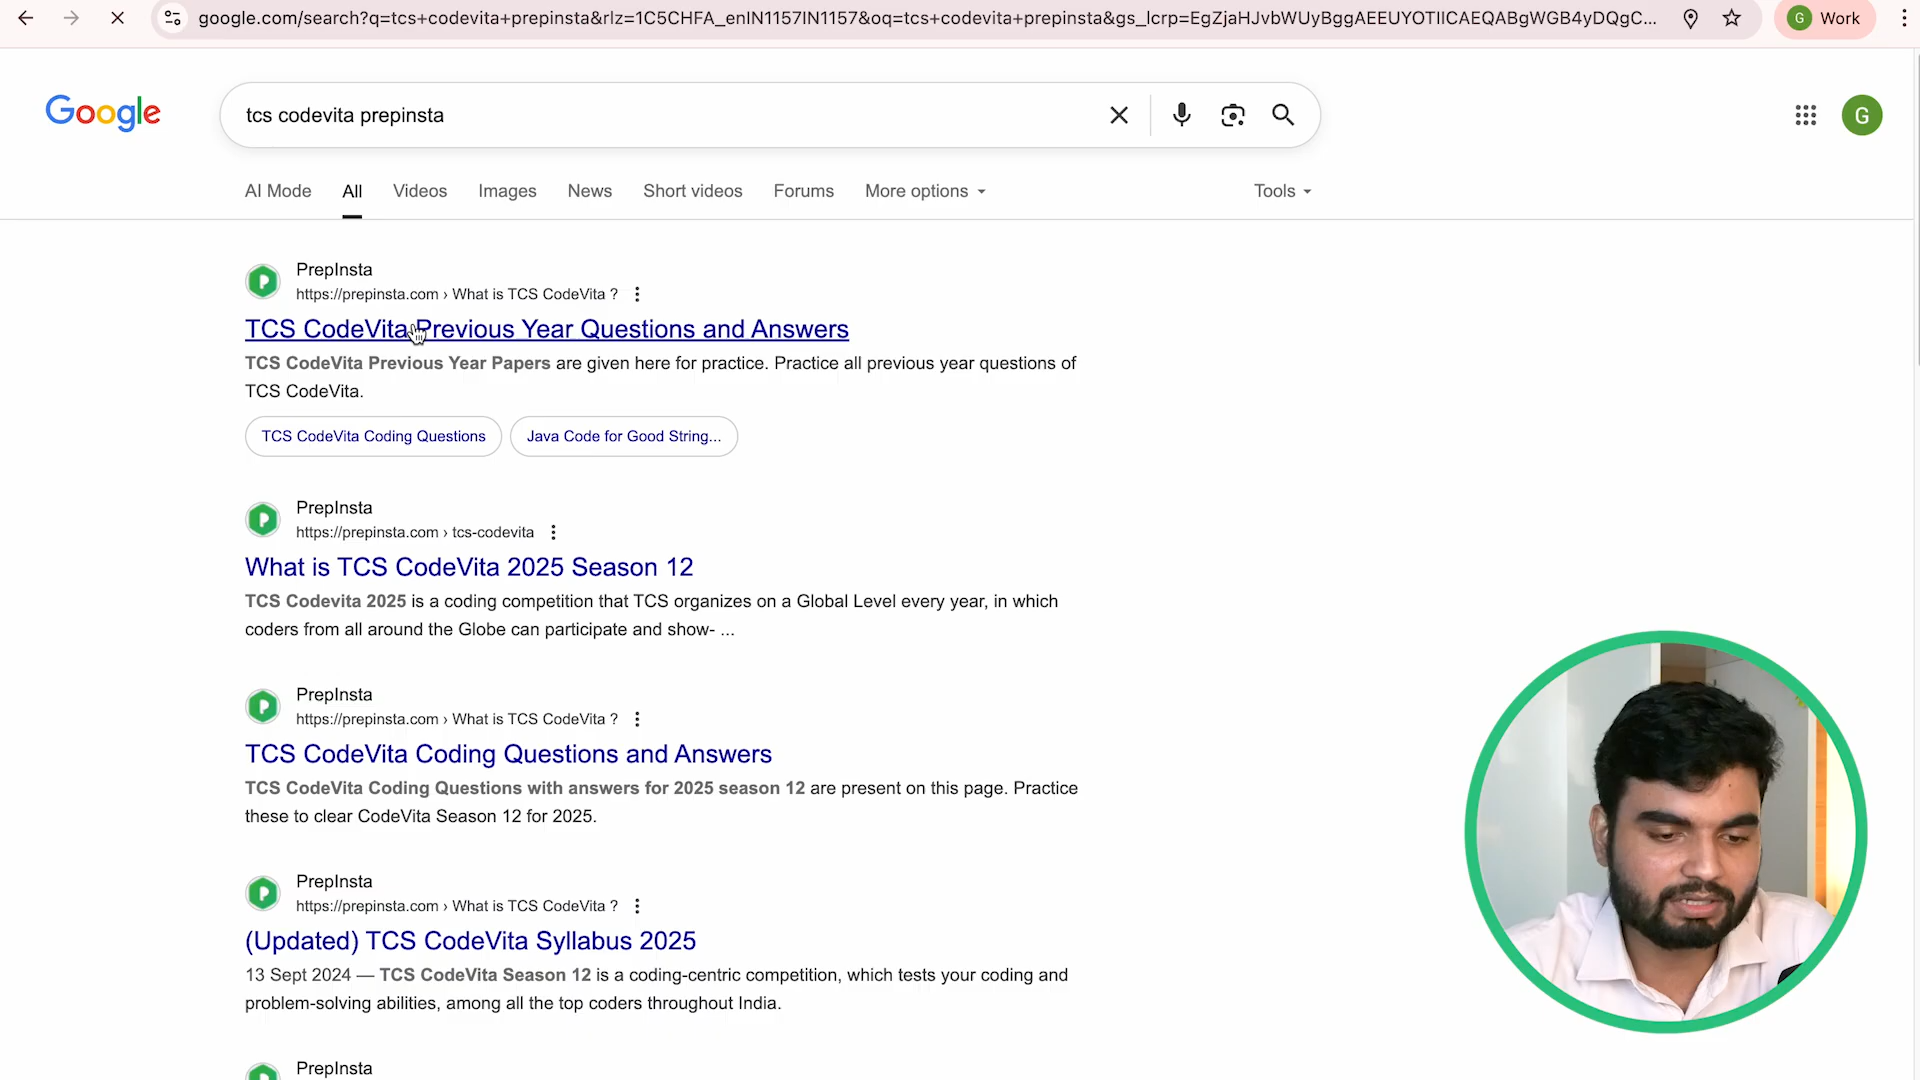 google.com/search?q=tcs+codevita+prepinsta&rlz=1C5CHFA_enIN1157IN1157&oq=tcs+codevita+prepinsta&gs_lcrp=EgZjaHJvbWUyBggAEEUYOTIICAEQABgWGB4yDQgC...
G Work
Google
tcs codevita prepinsta
G
AI Mode All Videos Images News Short videos Forums More options Tools
PrepInsta
https://prepinsta.com › What is TCS CodeVita ?
TCS CodeVita Previous Year Questions and Answers
TCS CodeVita Previous Year Papers are given here for practice. Practice all previous year questions of
TCS CodeVita.
TCS CodeVita Coding Questions Java Code for Good String...
PrepInsta
https://prepinsta.com › tcs-codevita
What is TCS CodeVita 2025 Season 12
TCS Codevita 2025 is a coding competition that TCS organizes on a Global Level every year, in which
coders from all around the Globe can participate and show- ...
PrepInsta
https://prepinsta.com › What is TCS CodeVita ?
TCS CodeVita Coding Questions and Answers
TCS CodeVita Coding Questions with answers for 2025 season 12 are present on this page. Practice
these to clear CodeVita Season 12 for 2025.
PrepInsta
https://prepinsta.com › What is TCS CodeVita ?
(Updated) TCS CodeVita Syllabus 2025
13 Sept 2024 — TCS CodeVita Season 12 is a coding-centric competition, which tests your coding and
problem-solving abilities, among all the top coders throughout India.
PrepInsta